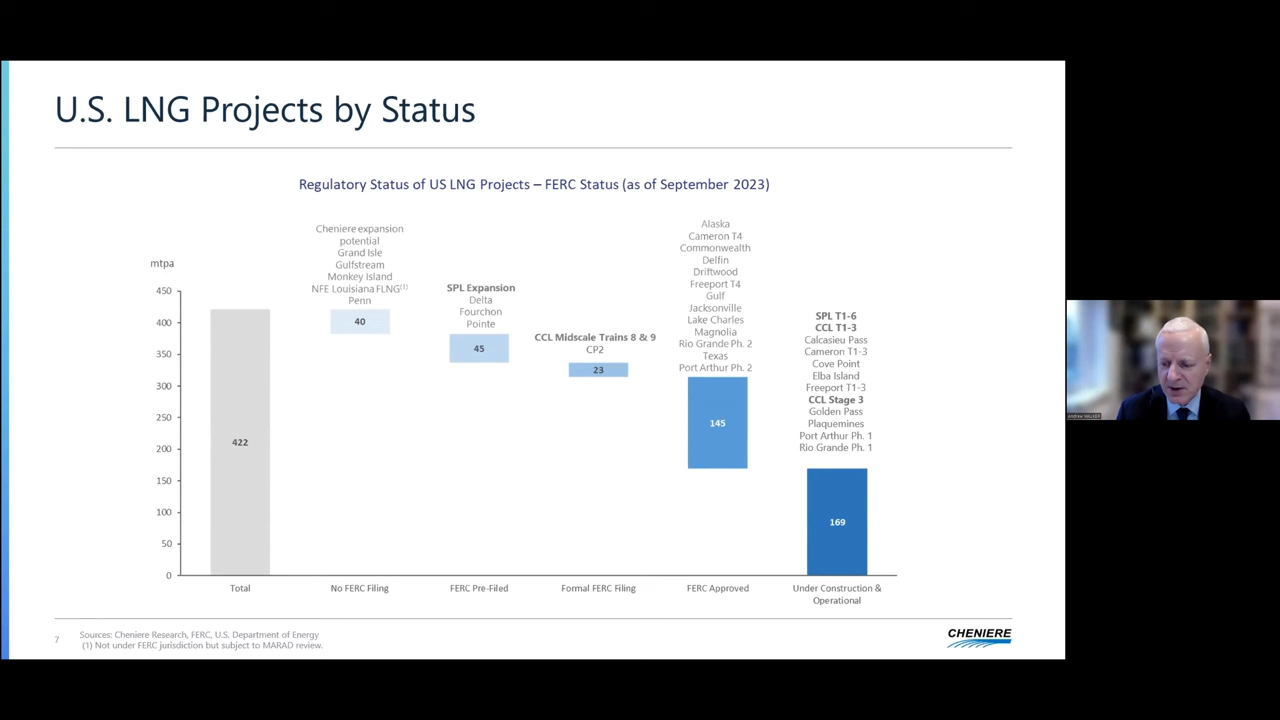 U.S. LNG Projects by Status
Regulatory Status of US LNG Projects – FERC Status (as of September 2023)
mtpa
450
400
350
300
250
200
150
100
50
0
422
Total
Cheniere expansion
potential
Grand Isle
Gulfstream
Monkey Island
NFE Louisiana FLNG(1)
Penn
40
No FERC Filing
SPL Expansion
Delta
Fourchon
Pointe
45
FERC Pre-Filed
CCL Midscale Trains 8 & 9
CP2
23
Formal FERC Filing
Alaska
Cameron T4
Commonwealth
Delfin
Driftwood
Freeport T4
Gulf
Jacksonville
Lake Charles
Magnolia
Rio Grande Ph. 2
Texas
Port Arthur Ph. 2
145
FERC Approved
SPL T1-6
CCL T1-3
Calcasieu Pass
Cameron T1-3
Cove Point
Elba Island
Freeport T1-3
CCL Stage 3
Golden Pass
Plaquemines
Port Arthur Ph. 1
Rio Grande Ph. 1
169
Under Construction &
Operational
7
Sources: Cheniere Research, FERC, U.S. Department of Energy
(1) Not under FERC jurisdiction but subject to MARAD review.
CHENIERE
ANDREW WALKER